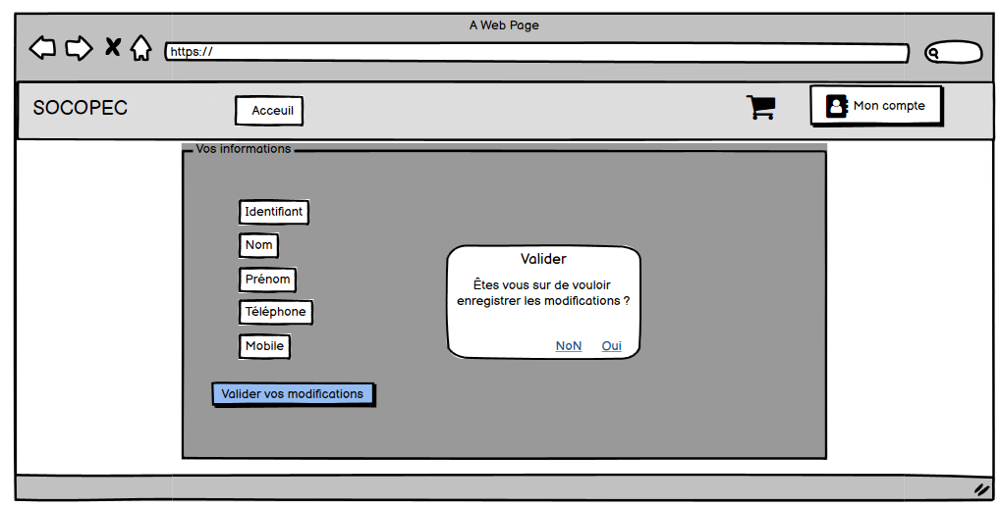 A Web Page
https://
SOCOPEC
Acceuil
Mon compte
Vos informations
Identifiant
Nom
Prénom
Téléphone
Mobile
Valider vos modifications
Valider
Êtes vous sur de vouloir
enregistrer les modifications ?
NoN Oui